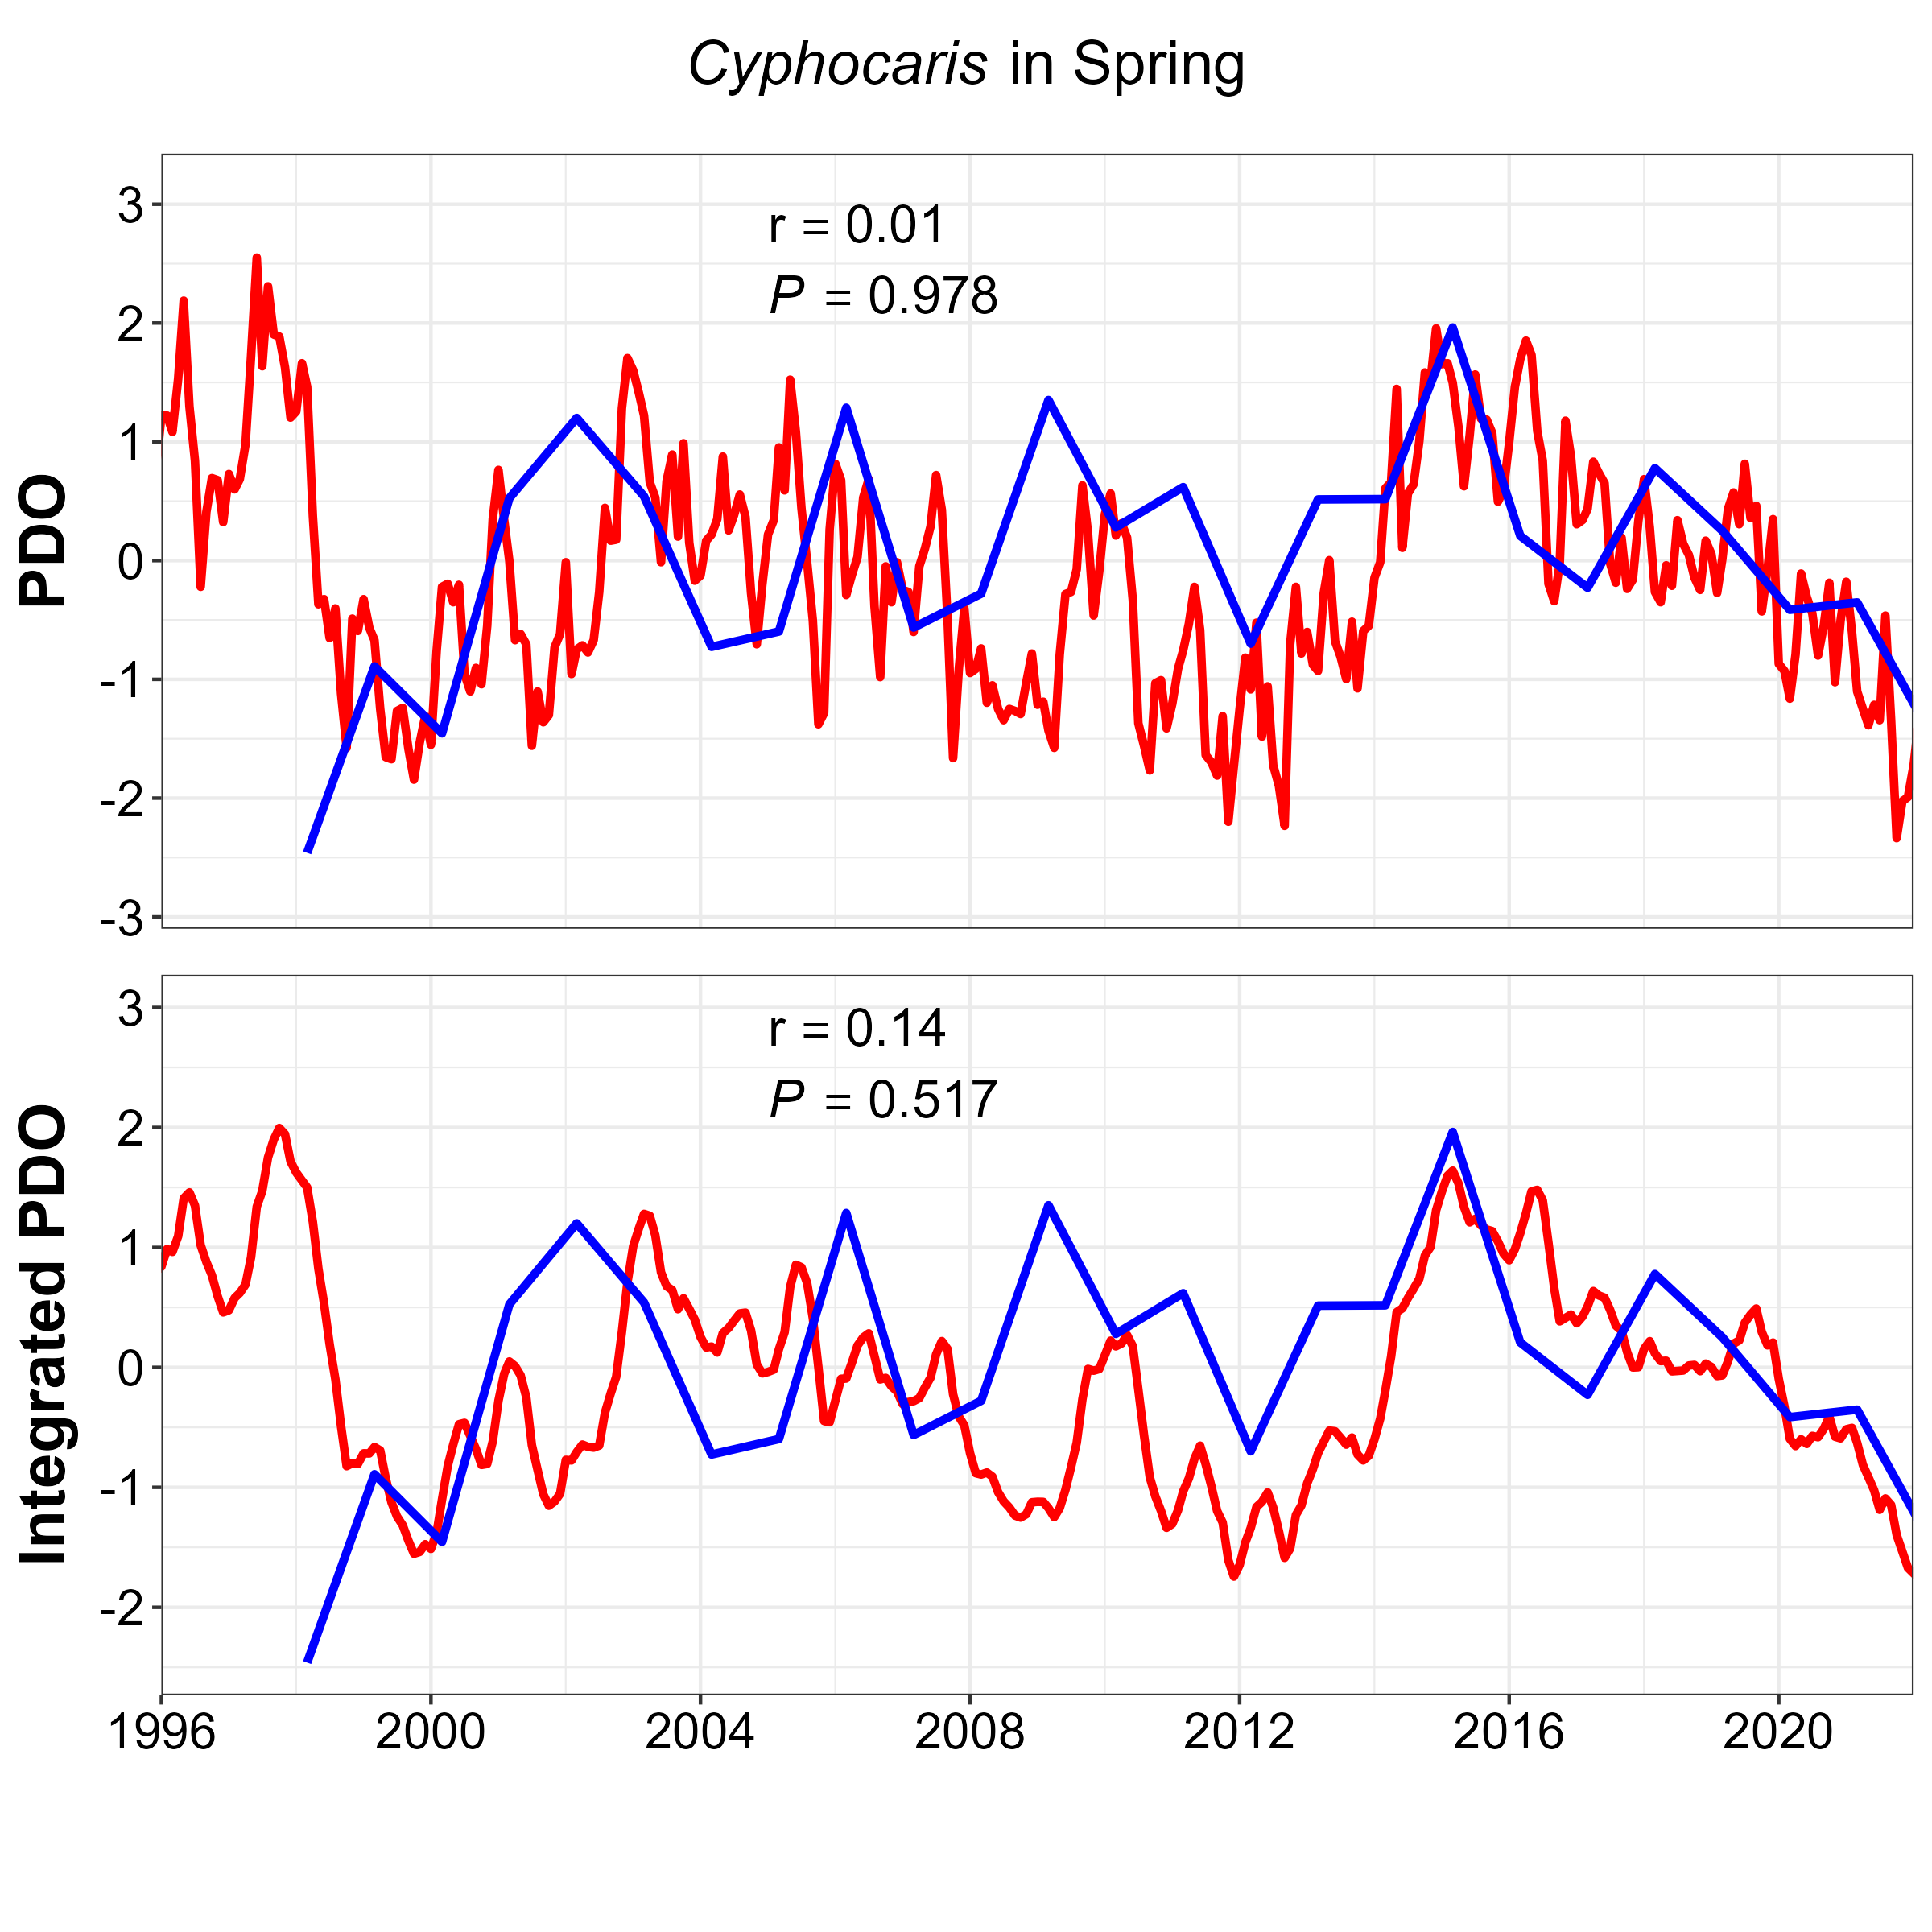 Cyphocaris in Spring
PDO
3
2
1
0
-1
-2
-3
r = 0.01
P = 0.978
Integrated PDO
3
2
1
0
-1
-2
r = 0.14
P = 0.517
1996 2000 2004 2008 2012 2016 2020